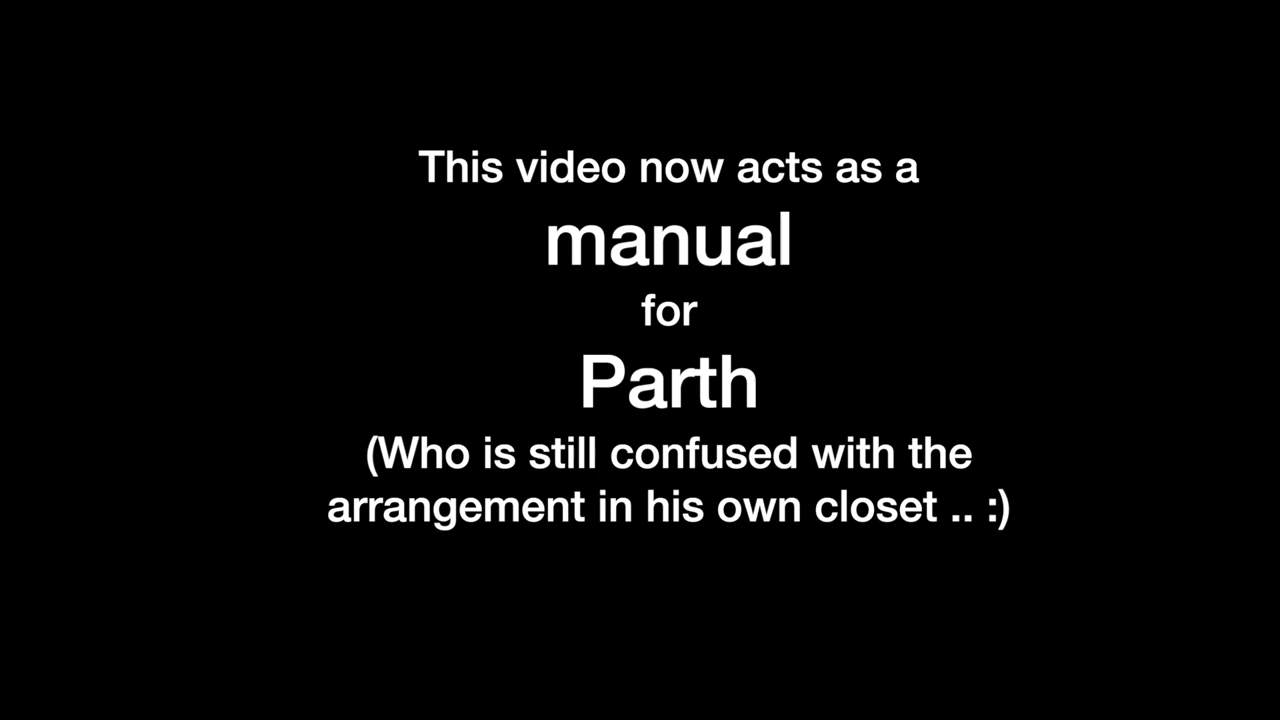 This video now acts as a
manual
for
Parth
(Who is still confused with the
arrangement in his own closet .. :)